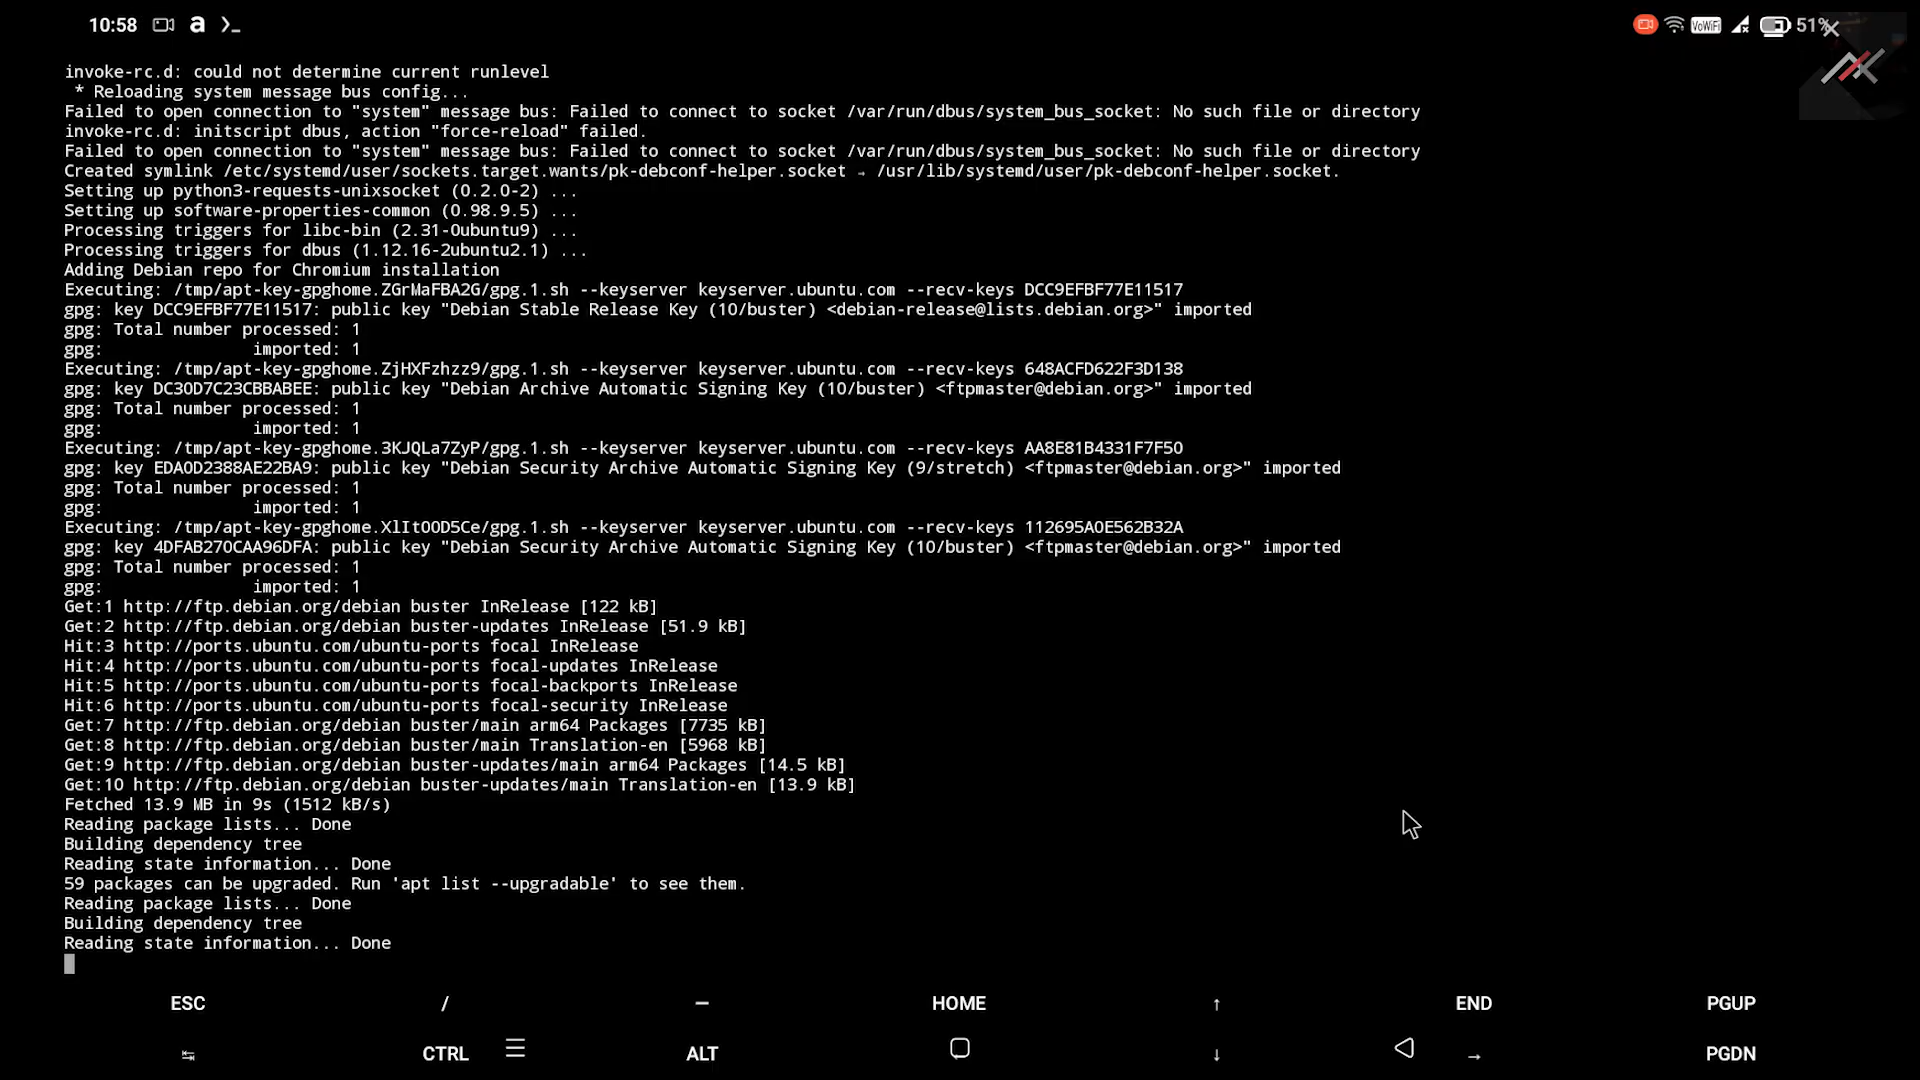 10:58 a >_ VoWiFi 51%
invoke-rc.d: could not determine current runlevel
 * Reloading system message bus config...
Failed to open connection to "system" message bus: Failed to connect to socket /var/run/dbus/system_bus_socket: No such file or directory
invoke-rc.d: initscript dbus, action "force-reload" failed.
Failed to open connection to "system" message bus: Failed to connect to socket /var/run/dbus/system_bus_socket: No such file or directory
Created symlink /etc/systemd/user/sockets.target.wants/pk-debconf-helper.socket → /usr/lib/systemd/user/pk-debconf-helper.socket.
Setting up python3-requests-unixsocket (0.2.0-2) ...
Setting up software-properties-common (0.98.9.5) ...
Processing triggers for libc-bin (2.31-0ubuntu9) ...
Processing triggers for dbus (1.12.16-2ubuntu2.1) ...
Adding Debian repo for Chromium installation
Executing: /tmp/apt-key-gpghome.ZGrMaFBA2G/gpg.1.sh --keyserver keyserver.ubuntu.com --recv-keys DCC9EFBF77E11517
gpg: key DCC9EFBF77E11517: public key "Debian Stable Release Key (10/buster) <debian-release@lists.debian.org>" imported
gpg: Total number processed: 1
gpg:               imported: 1
Executing: /tmp/apt-key-gpghome.ZjHXFzhzz9/gpg.1.sh --keyserver keyserver.ubuntu.com --recv-keys 648ACFD622F3D138
gpg: key DC30D7C23CBBABEE: public key "Debian Archive Automatic Signing Key (10/buster) <ftpmaster@debian.org>" imported
gpg: Total number processed: 1
gpg:               imported: 1
Executing: /tmp/apt-key-gpghome.3KJQLa7ZyP/gpg.1.sh --keyserver keyserver.ubuntu.com --recv-keys AA8E81B4331F7F50
gpg: key EDA0D2388AE22BA9: public key "Debian Security Archive Automatic Signing Key (9/stretch) <ftpmaster@debian.org>" imported
gpg: Total number processed: 1
gpg:               imported: 1
Executing: /tmp/apt-key-gpghome.XlItOOD5Ce/gpg.1.sh --keyserver keyserver.ubuntu.com --recv-keys 112695A0E562B32A
gpg: key 4DFAB270CAA96DFA: public key "Debian Security Archive Automatic Signing Key (10/buster) <ftpmaster@debian.org>" imported
gpg: Total number processed: 1
gpg:               imported: 1
Get:1 http://ftp.debian.org/debian buster InRelease [122 kB]
Get:2 http://ftp.debian.org/debian buster-updates InRelease [51.9 kB]
Hit:3 http://ports.ubuntu.com/ubuntu-ports focal InRelease
Hit:4 http://ports.ubuntu.com/ubuntu-ports focal-updates InRelease
Hit:5 http://ports.ubuntu.com/ubuntu-ports focal-backports InRelease
Hit:6 http://ports.ubuntu.com/ubuntu-ports focal-security InRelease
Get:7 http://ftp.debian.org/debian buster/main arm64 Packages [7735 kB]
Get:8 http://ftp.debian.org/debian buster/main Translation-en [5968 kB]
Get:9 http://ftp.debian.org/debian buster-updates/main arm64 Packages [14.5 kB]
Get:10 http://ftp.debian.org/debian buster-updates/main Translation-en [13.9 kB]
Fetched 13.9 MB in 9s (1512 kB/s)
Reading package lists... Done
Building dependency tree
Reading state information... Done
59 packages can be upgraded. Run 'apt list --upgradable' to see them.
Reading package lists... Done
Building dependency tree
Reading state information... Done
ESC / — HOME ↑ END PGUP
↹ CTRL ALT ↓ → PGDN